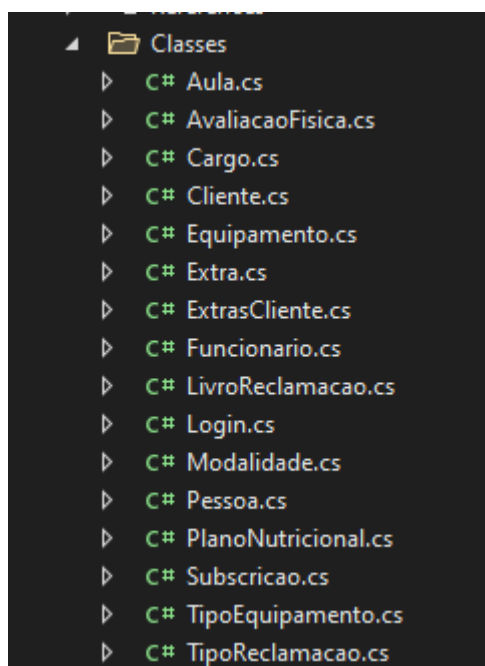 Classes
C# Aula.cs
C# AvaliacaoFisica.cs
C# Cargo.cs
C# Cliente.cs
C# Equipamento.cs
C# Extra.cs
C# ExtrasCliente.cs
C# Funcionario.cs
C# LivroReclamacao.cs
C# Login.cs
C# Modalidade.cs
C# Pessoa.cs
C# PlanoNutricional.cs
C# Subscricao.cs
C# TipoEquipamento.cs
C# TipoReclamacao.cs